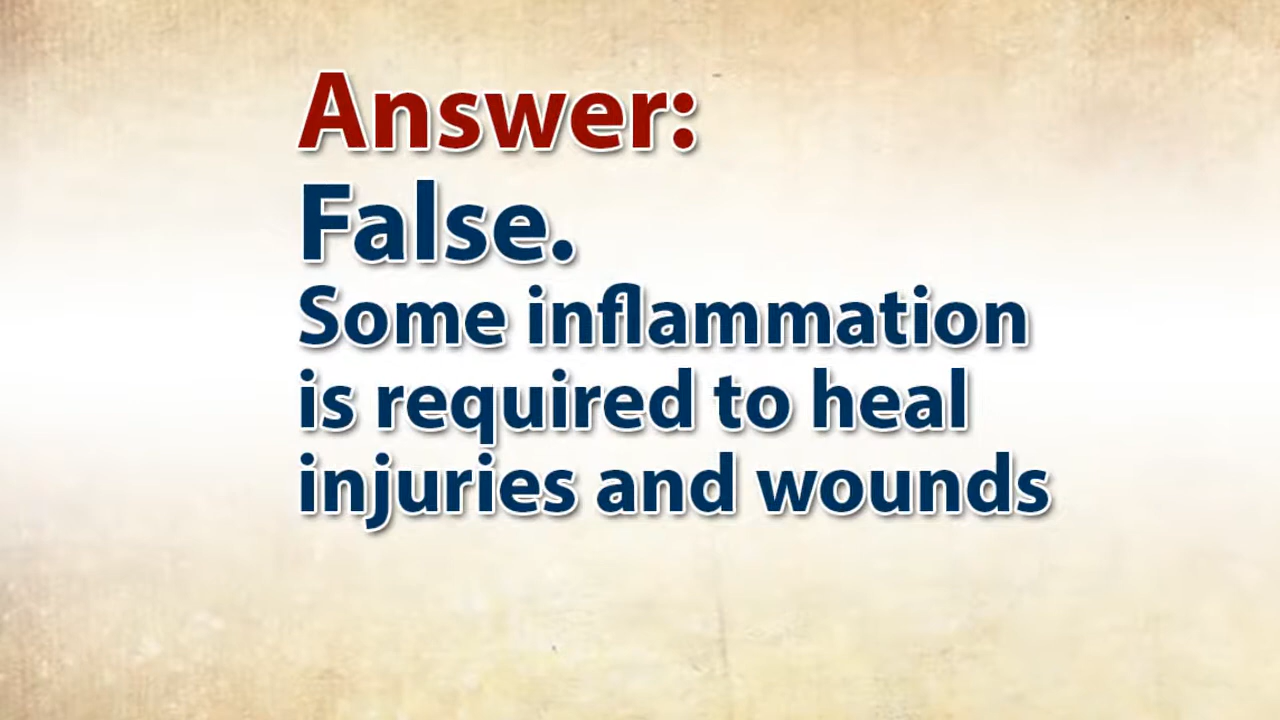 Answer:
False.
Some inflammation
is required to heal
injuries and wounds